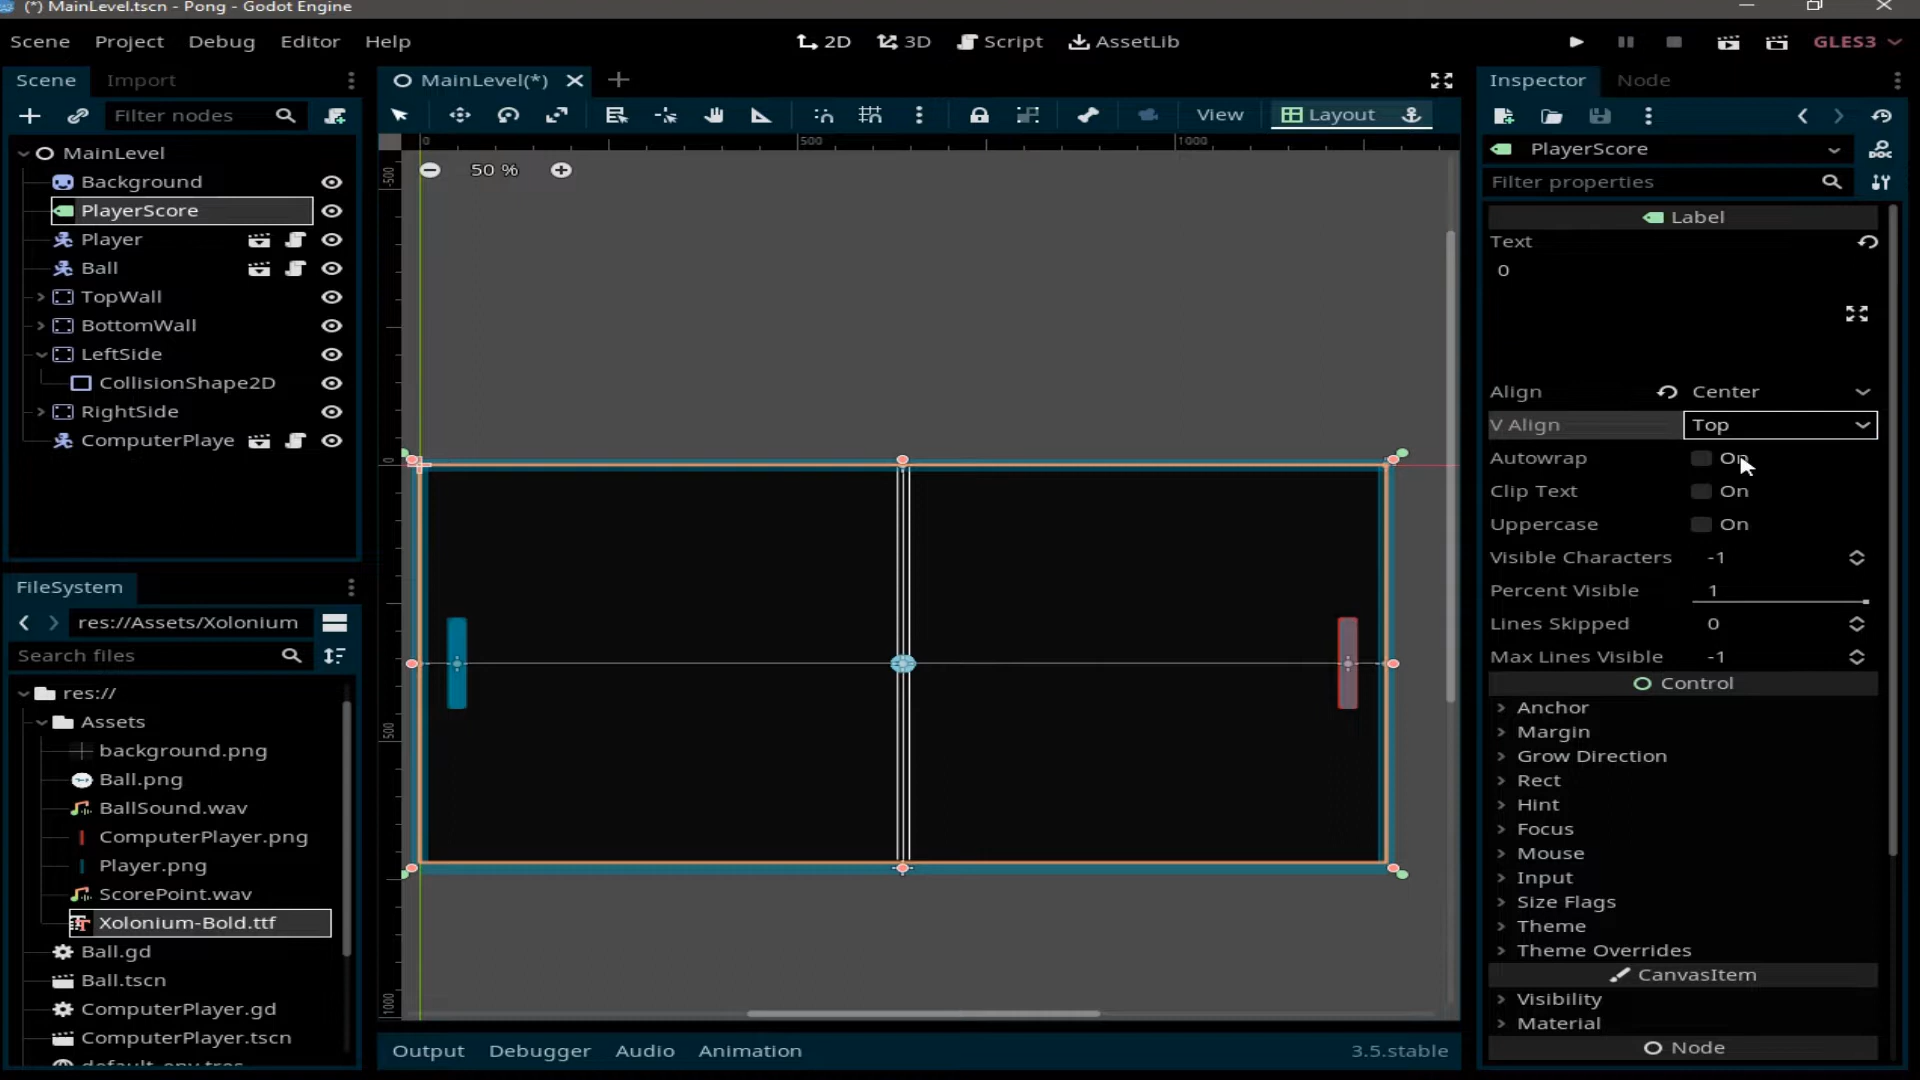 (*) MainLevel.tscn - Pong - Godot Engine
Scene Project Debug Editor Help
2D 3D Script AssetLib
GLES3
Scene Import
Filter nodes
MainLevel
Background
PlayerScore
Player
Ball
TopWall
BottomWall
LeftSide
CollisionShape2D
RightSide
ComputerPlaye
FileSystem
res://Assets/Xolonium
Search files
res://
Assets
background.png
Ball.png
BallSound.wav
ComputerPlayer.png
Player.png
ScorePoint.wav
Xolonium-Bold.ttf
Ball.gd
Ball.tscn
ComputerPlayer.gd
ComputerPlayer.tscn
default_env.tres
MainLevel(*)
View Layout
0 500 1000
50 %
-500
0
500
1000
Output Debugger Audio Animation 3.5.stable
Inspector Node
PlayerScore
DOC
Filter properties
Label
Text
0
Align Center
V Align Top
Autowrap On
Clip Text On
Uppercase On
Visible Characters -1
Percent Visible 1
Lines Skipped 0
Max Lines Visible -1
Control
Anchor
Margin
Grow Direction
Rect
Hint
Focus
Mouse
Input
Size Flags
Theme
Theme Overrides
CanvasItem
Visibility
Material
Node